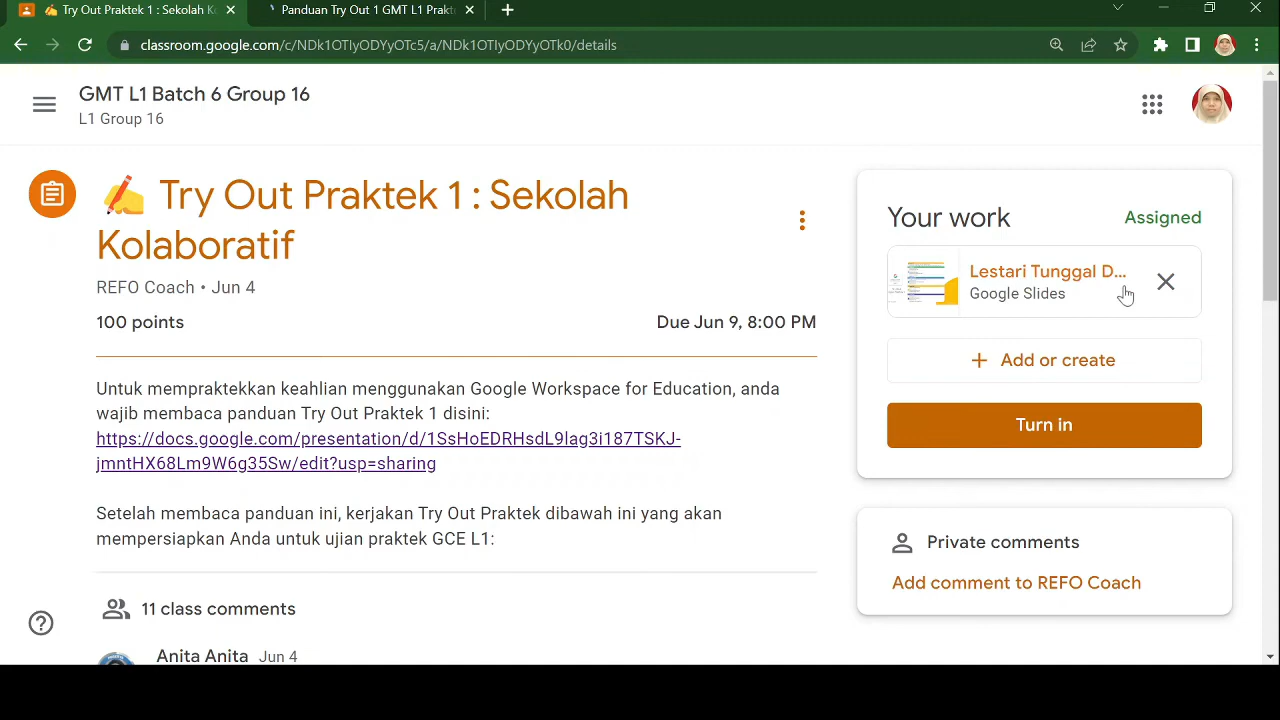 Try Out Praktek 1 : Sekolah K
Panduan Try Out 1 GMT L1 Prakt
classroom.google.com/c/NDk1OTIyODYyOTc5/a/NDk1OTIyODYyOTk0/details
GMT L1 Batch 6 Group 16
L1 Group 16
Try Out Praktek 1 : Sekolah
Kolaboratif
REFO Coach • Jun 4
100 points
Due Jun 9, 8:00 PM
Untuk mempraktekkan keahlian menggunakan Google Workspace for Education, anda
wajib membaca panduan Try Out Praktek 1 disini:
https://docs.google.com/presentation/d/1SsHoEDRHsdL9lag3i187TSKJ-
jmntHX68Lm9W6g35Sw/edit?usp=sharing
Setelah membaca panduan ini, kerjakan Try Out Praktek dibawah ini yang akan
mempersiapkan Anda untuk ujian praktek GCE L1:
11 class comments
Anita Anita Jun 4
Your work
Assigned
Lestari Tunggal D...
Google Slides
+ Add or create
Turn in
Private comments
Add comment to REFO Coach